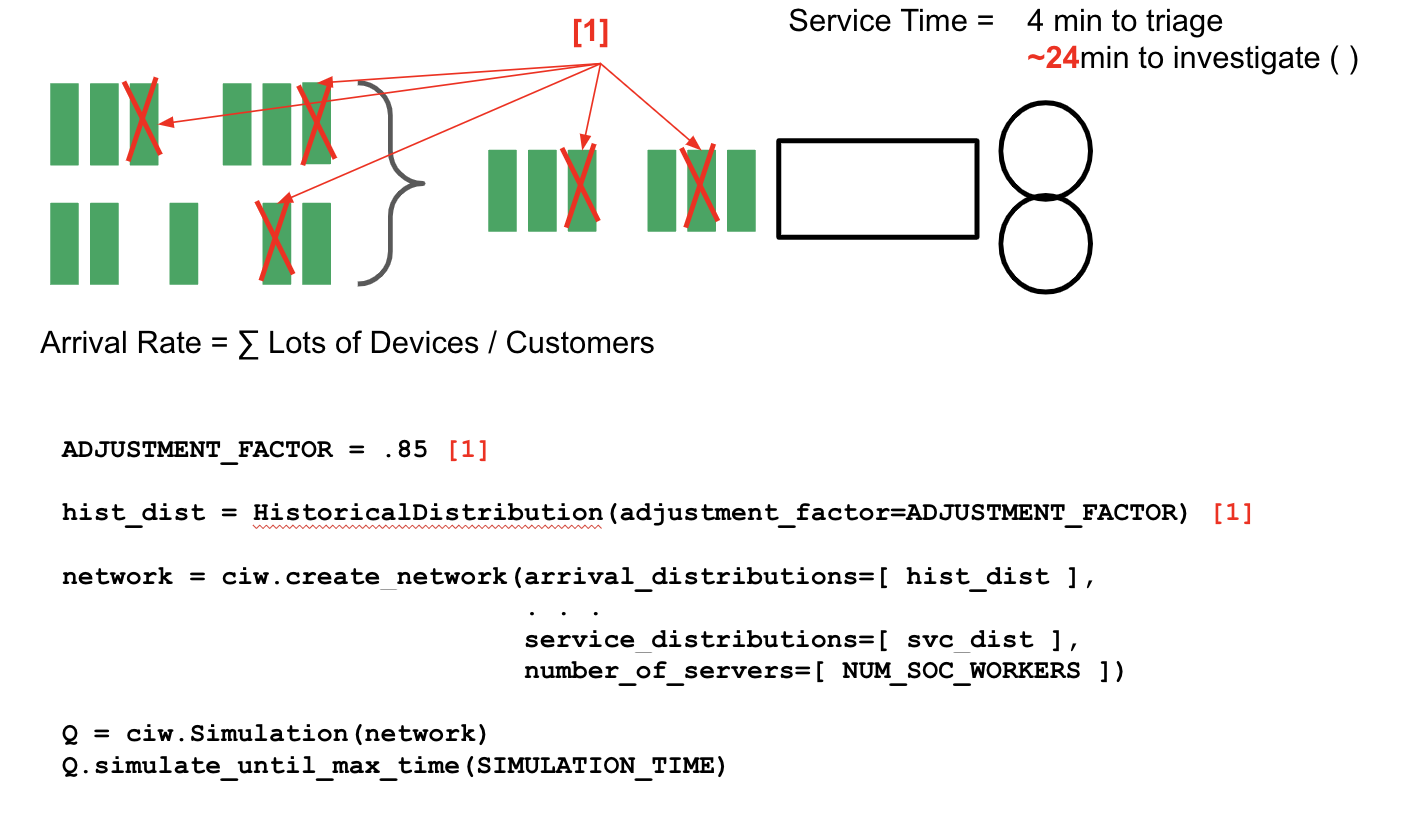 [1]
Service Time = 4 min to triage
~24min to investigate ( )
Arrival Rate = ∑ Lots of Devices / Customers
ADJUSTMENT_FACTOR = .85 [1]
hist_dist = HistoricalDistribution(adjustment_factor=ADJUSTMENT_FACTOR) [1]
network = ciw.create_network(arrival_distributions=[ hist_dist ],
. . .
service_distributions=[ svc_dist ],
number_of_servers=[ NUM_SOC_WORKERS ])
Q = ciw.Simulation(network)
Q.simulate_until_max_time(SIMULATION_TIME)